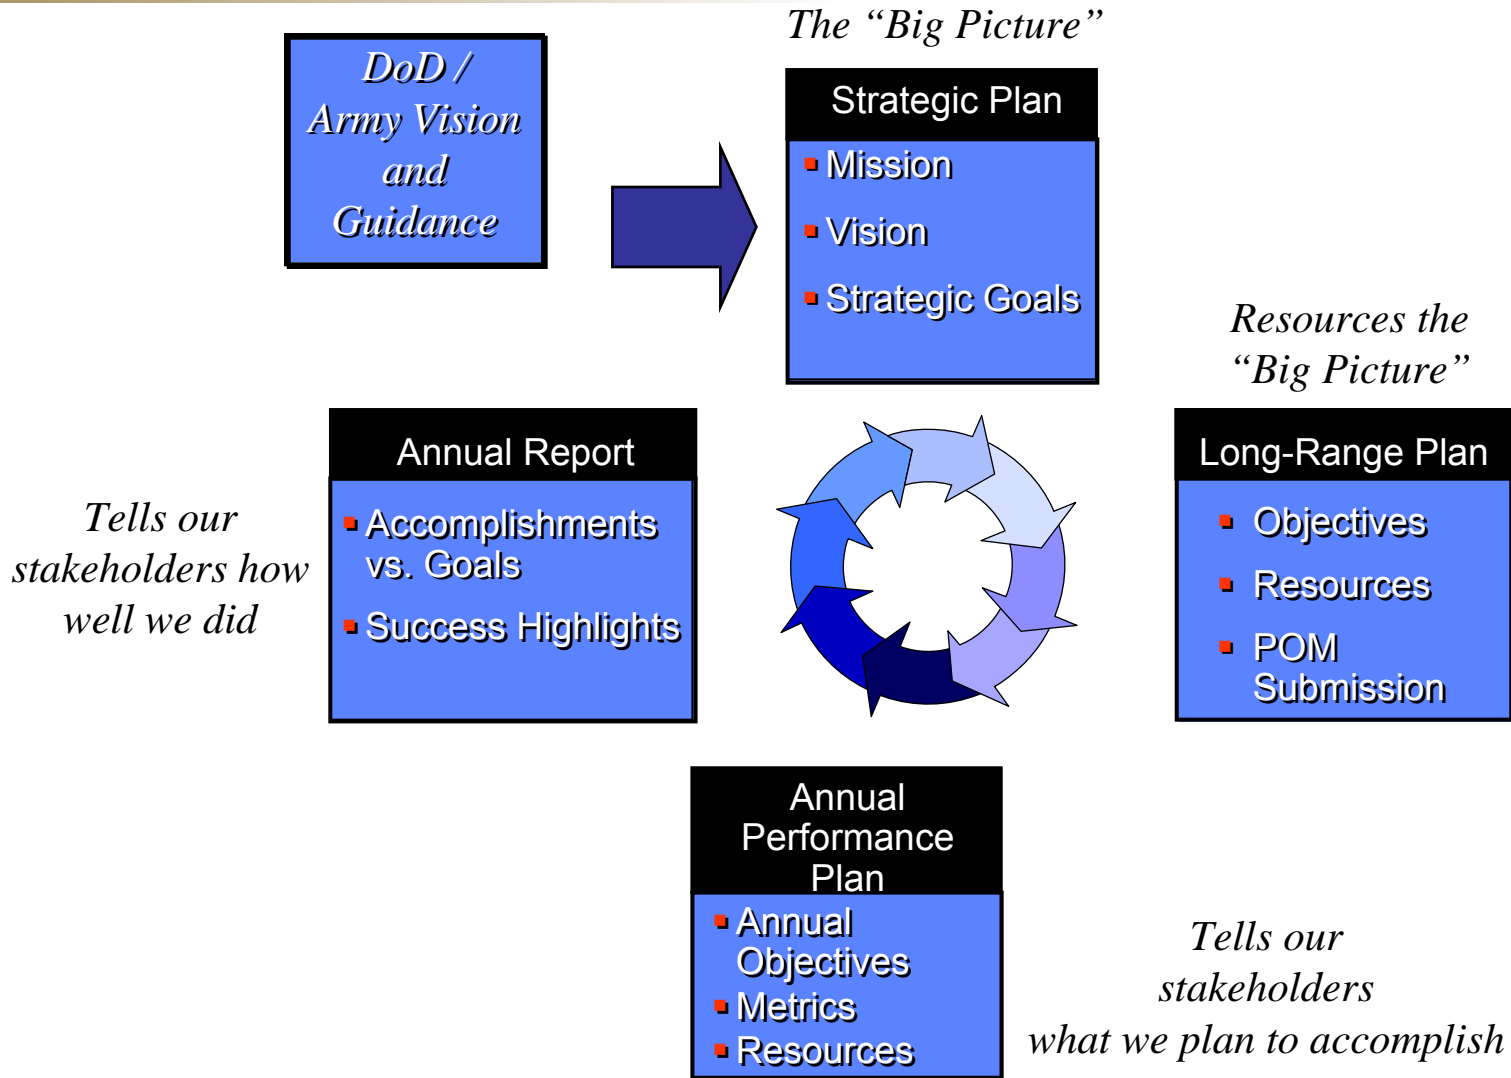 The “Big Picture”
DoD /
Army Vision
and
Guidance
Strategic Plan
Mission
Vision
Strategic Goals
Resources the
“Big Picture”
Long-Range Plan
Objectives
Resources
POM
Submission
Annual Report
Accomplishments
vs. Goals
Success Highlights
Tells our
stakeholders how
well we did
Annual
Performance
Plan
Annual
Objectives
Metrics
Resources
Tells our
stakeholders
what we plan to accomplish